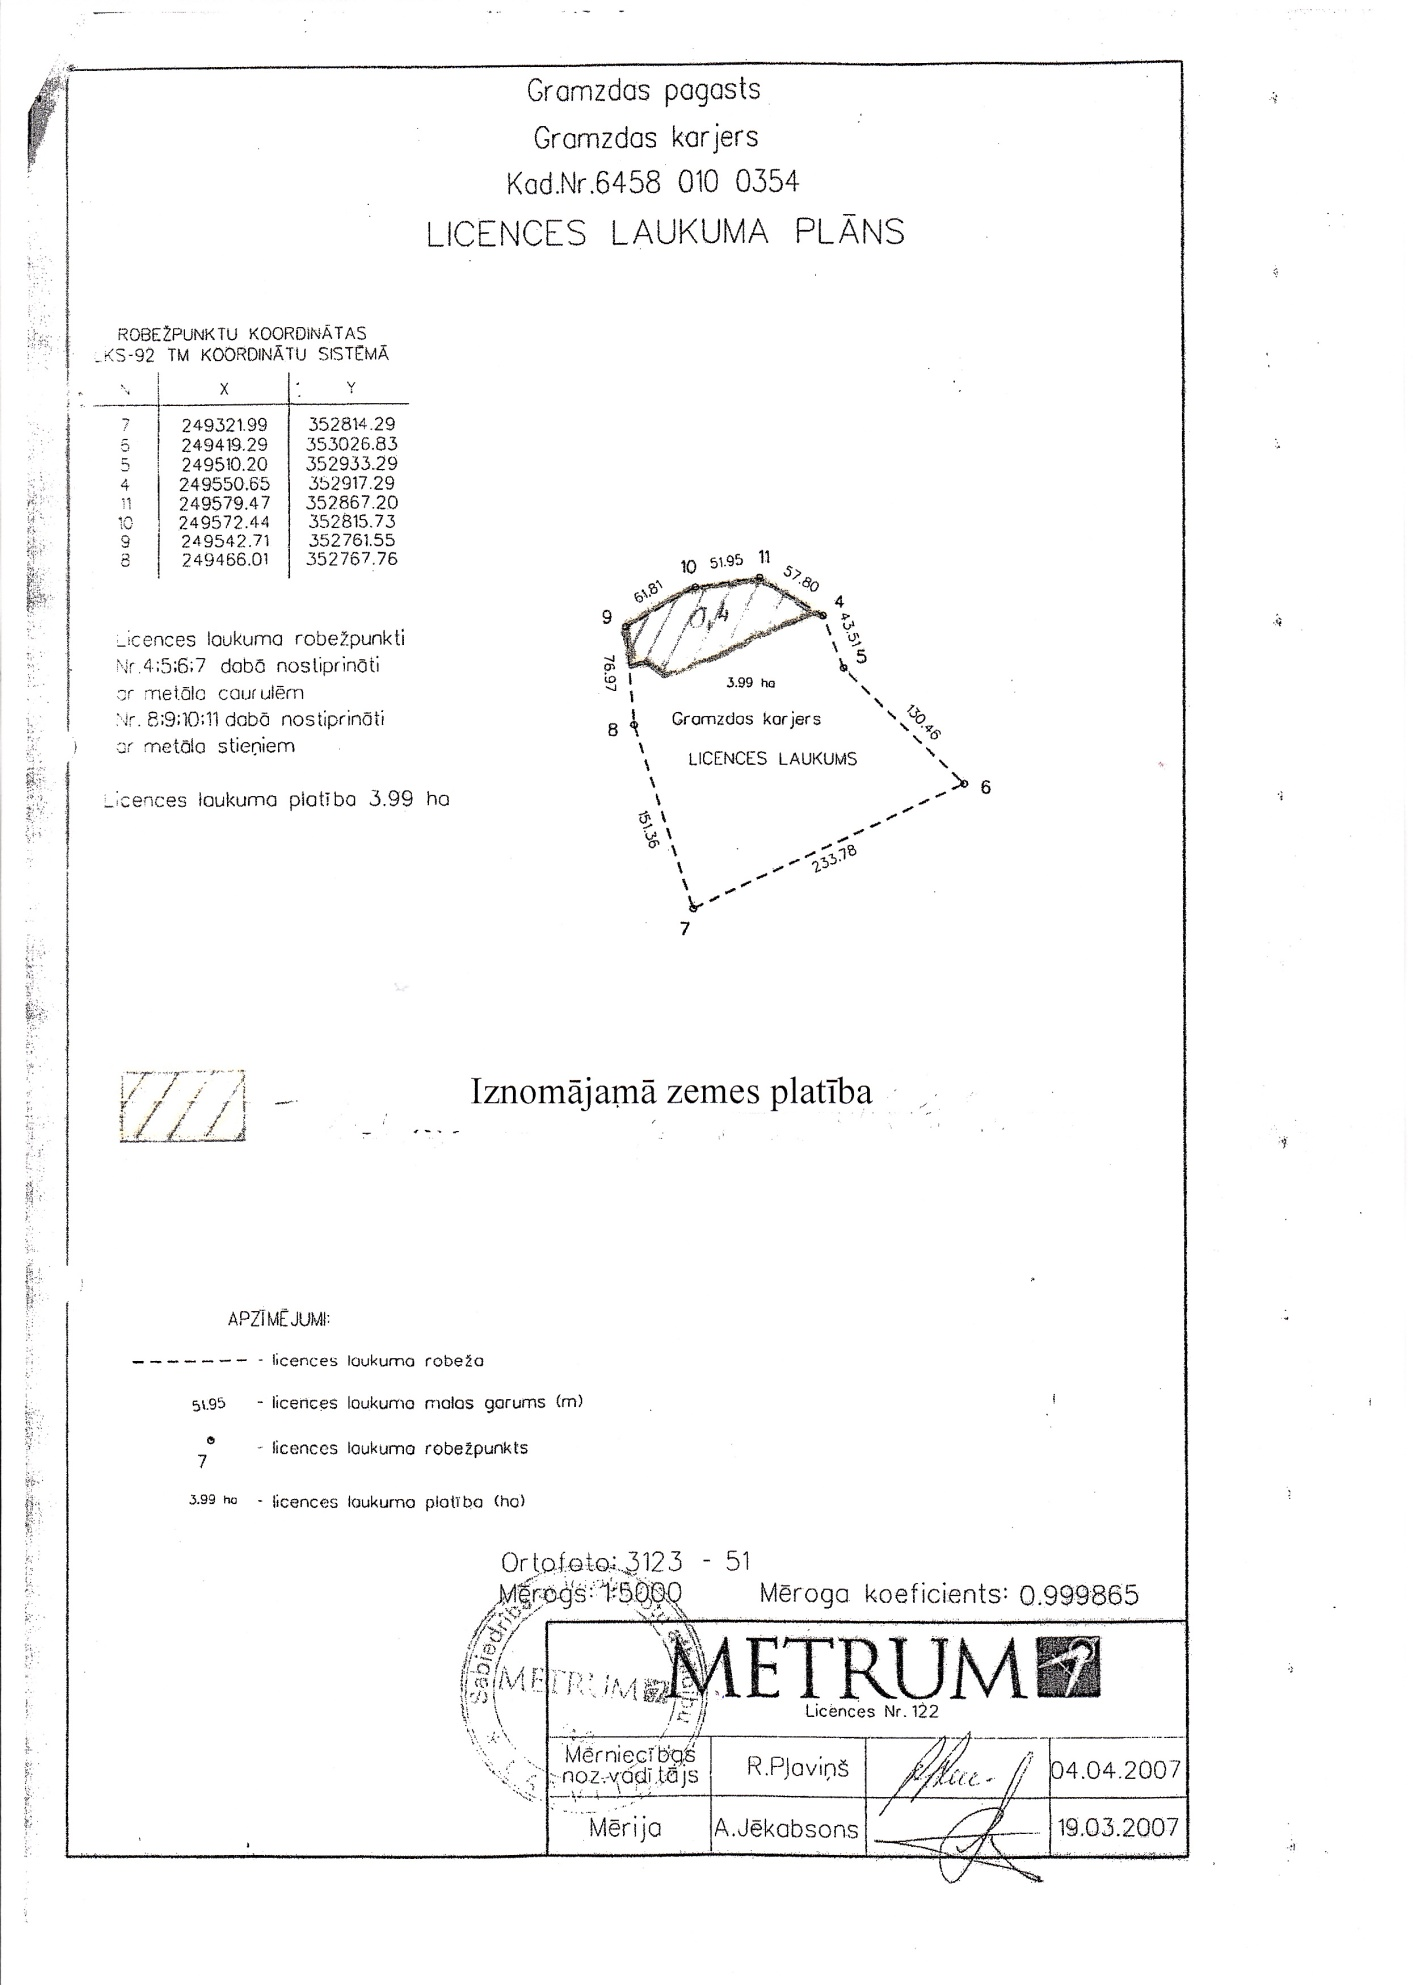 Gramzdas pagasts
Gramzdas karjers
Kad.Nr.6458 010 0354
LICENCES LAUKUMA PLĀNS
ROBEŽPUNKTU KOORDINĀTAS
LKS-92 TM KOORDINĀTU SISTĒMĀ
N X Y
7 249321.99 352814.29
6 249419.29 353026.83
5 249510.20 352933.29
4 249550.65 352917.29
11 249579.47 352867.20
10 249572.44 352815.73
9 249542.71 352761.55
8 249466.01 352767.76
Licences laukuma robežpunkti
Nr.4;5;6;7 dabā nostiprināti
ar metāla caurulēm
Nr. 8;9;10;11 dabā nostiprināti
ar metāla stieņiem
Licences laukuma platība 3.99 ha
10 51.95 11
61.81 57.80
9 0,4 4
43.51 5
76.97
3.99 ha
8 Gramzdas karjers
130.46
LICENCES LAUKUMS
6
151.36
233.78
7
Iznomājamā zemes platība
APZĪMĒJUMI:
- licences laukuma robeža
51.95 - licences laukuma malas garums (m)
7 - licences laukuma robežpunkts
3.99 ha - licences laukuma platība (ha)
Ortofoto: 3123 - 51
Mērogs: 1:5000 Mēroga koeficients: 0.999865
METRUM
Licences Nr. 122
Sabiedrība
METRUM
Mērniecības
noz.vadītājs R.Pļaviņš 04.04.2007
Mērīja A.Jēkabsons 19.03.2007